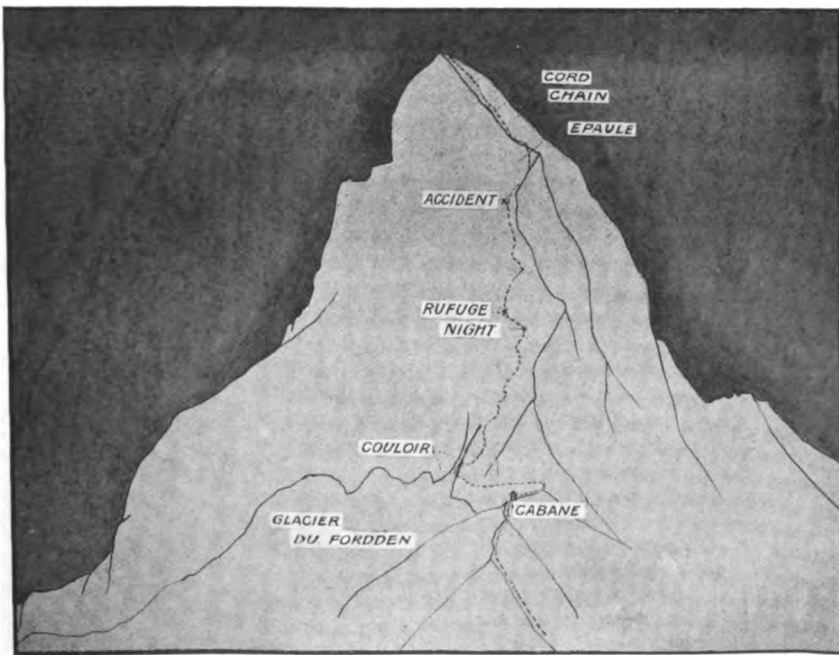 CORD
CHAIN
EPAULE
ACCIDENT
RUFUGE
NIGHT
COULOIR
CABANE
GLACIER
DU FORDDEN